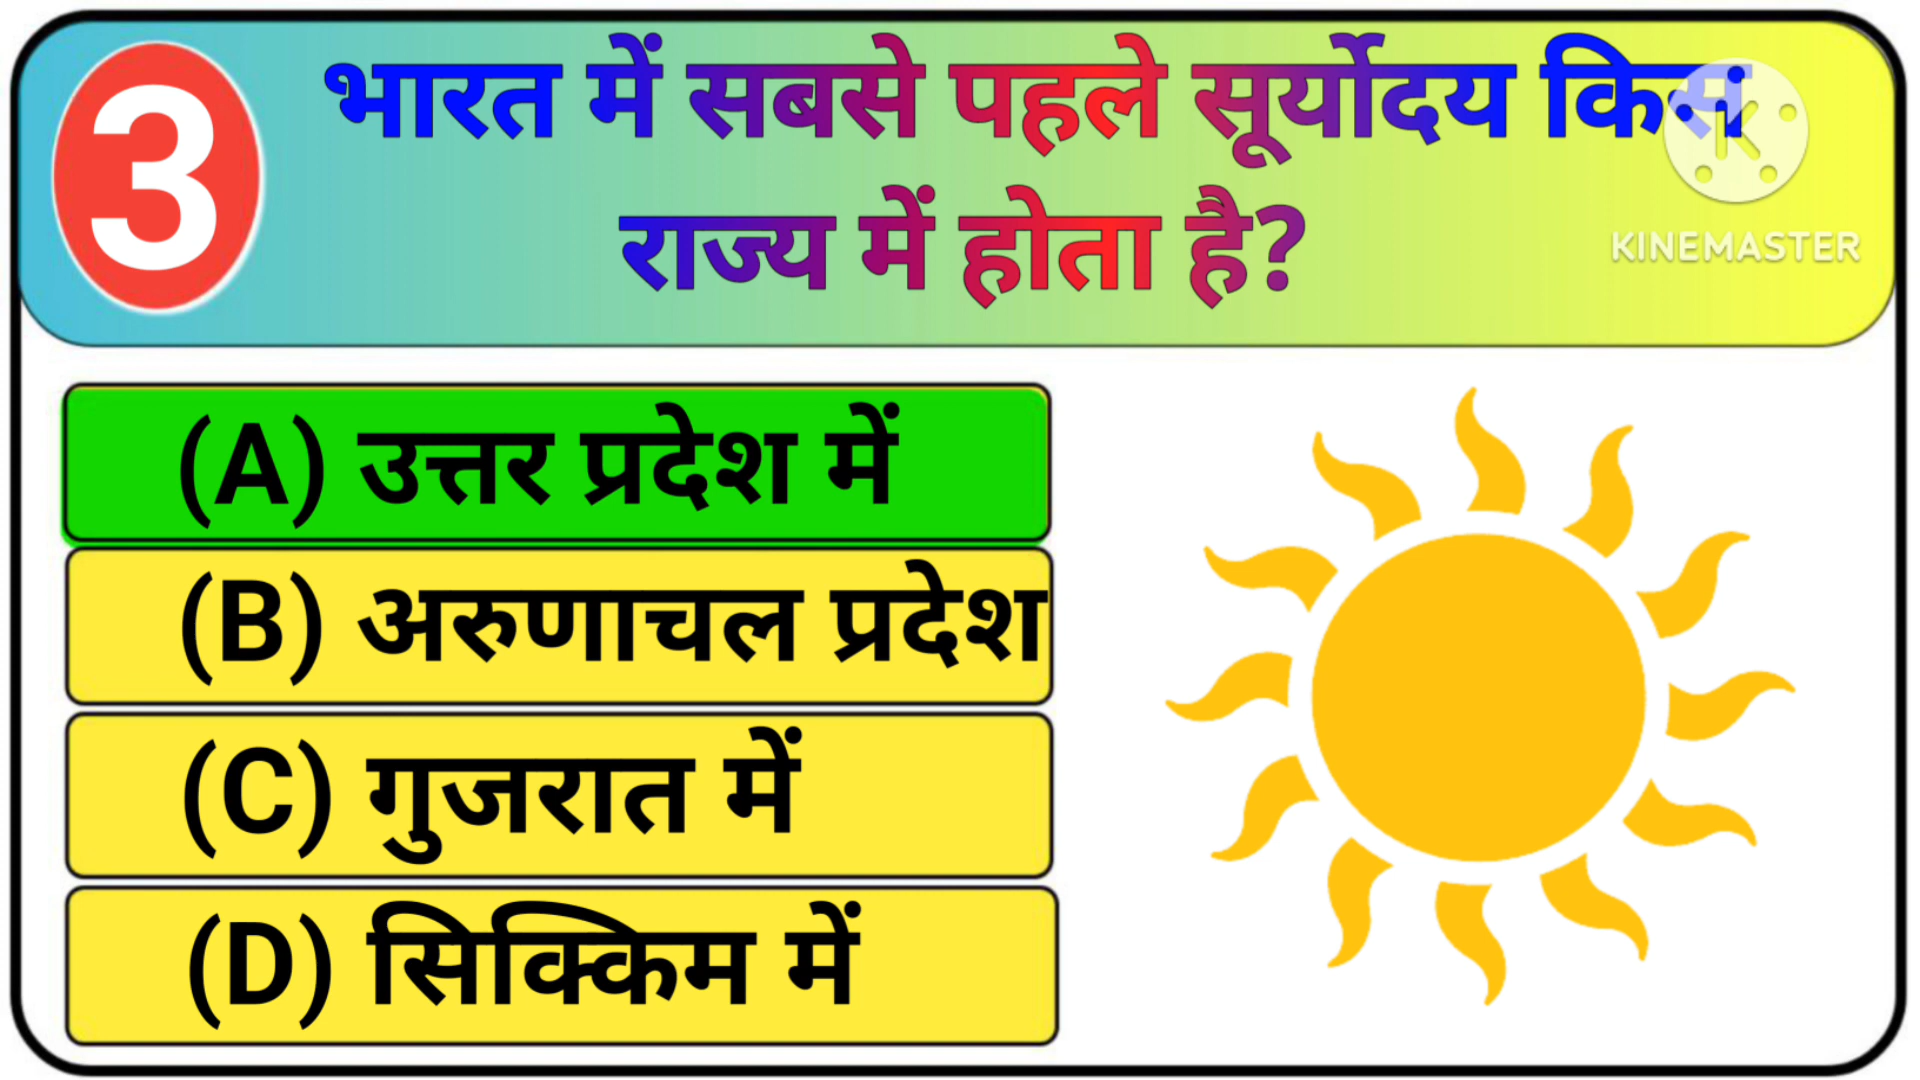 3
भारत में सबसे पहले सूर्योदय किस
राज्य में होता है?
KINEMASTER
(A) उत्तर प्रदेश में
(B) अरुणाचल प्रदेश
(C) गुजरात में
(D) सिक्किम में